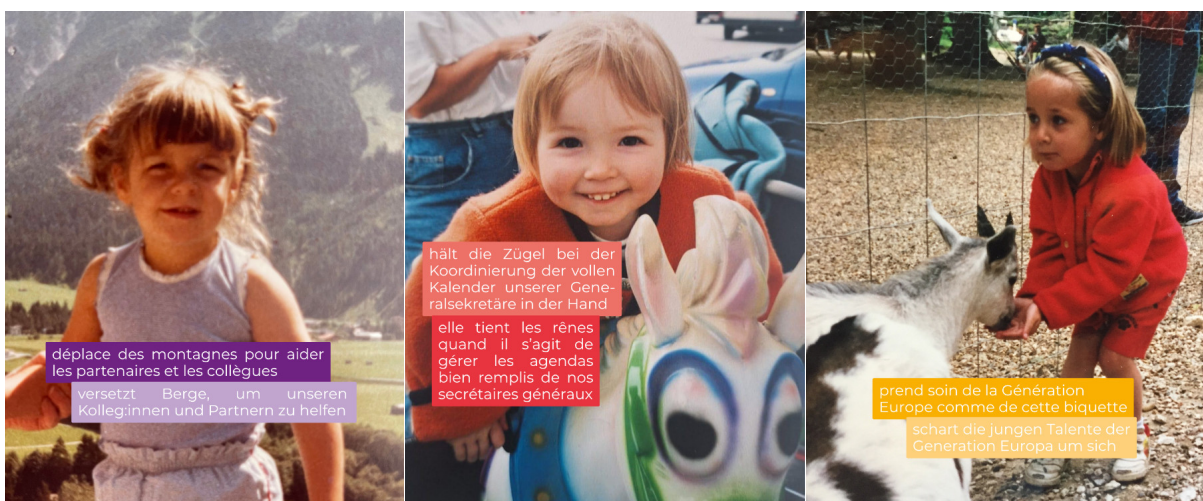 déplace des montagnes pour aider
les partenaires et les collègues
versetzt Berge, um unseren
Kolleg:innen und Partnern zu helfen
hält die Zügel bei der
Koordinierung der vollen
Kalender unserer Gene-
ralsekretäre in der Hand
elle tient les rênes
quand il s'agit de
gérer les agendas
bien remplis de nos
secrétaires généraux
prend soin de la Génération
Europe comme de cette biquette
schart die jungen Talente der
Generation Europa um sich